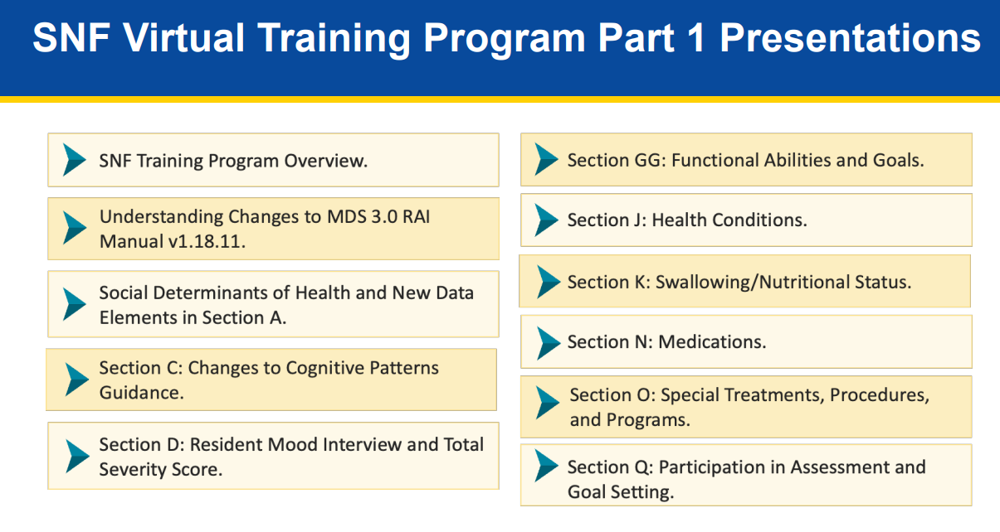 SNF Virtual Training Program Part 1 Presentations
SNF Training Program Overview.
Understanding Changes to MDS 3.0 RAI
Manual v1.18.11.
Social Determinants of Health and New Data
Elements in Section A.
Section C: Changes to Cognitive Patterns
Guidance.
Section D: Resident Mood Interview and Total
Severity Score.
Section GG: Functional Abilities and Goals.
Section J: Health Conditions.
Section K: Swallowing/Nutritional Status.
Section N: Medications.
Section O: Special Treatments, Procedures,
and Programs.
Section Q: Participation in Assessment and
Goal Setting.